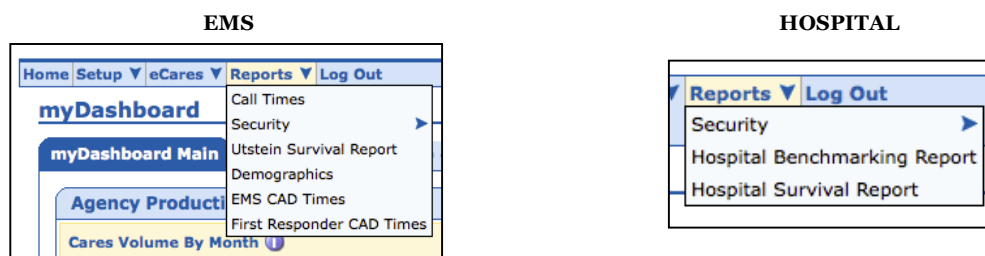 EMS
Home Setup eCares Reports Log Out
myDashboard
Call Times
Security
myDashboard Main
Utstein Survival Report
Demographics
Agency Producti
EMS CAD Times
First Responder CAD Times
Cares Volume By Month
HOSPITAL
Reports Log Out
Security
Hospital Benchmarking Report
Hospital Survival Report